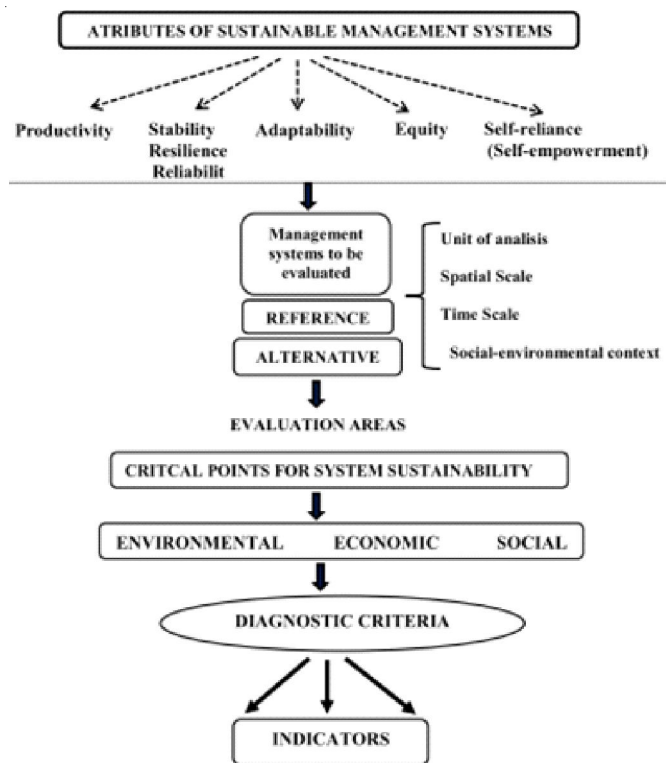 ATRIBUTES OF SUSTAINABLE MANAGEMENT SYSTEMS
Productivity
Stability
Resilience
Reliabilit
Adaptability
Equity
Self-reliance
(Self-empowerment)
Management
systems to be
evaluated
REFERENCE
ALTERNATIVE
Unit of analisis
Spatial Scale
Time Scale
Social-environmental context
EVALUATION AREAS
CRITCAL POINTS FOR SYSTEM SUSTAINABILITY
ENVIRONMENTAL ECONOMIC SOCIAL
DIAGNOSTIC CRITERIA
INDICATORS